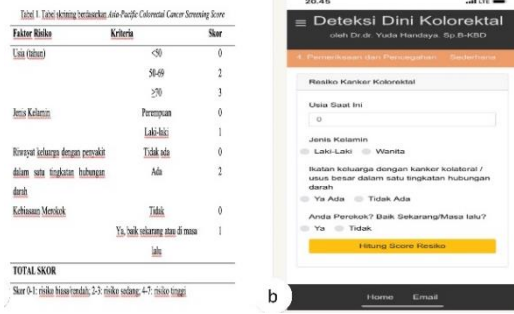 Tabel 1. Tabel skrining berdasarkan Asia-Pacific Colorectal Cancer Screening Score
Faktor Risiko Kriteria Skor
Usia (tahun) <50 0
50-69 2
≥70 3
Jenis Kelamin Perempuan 0
Laki-laki 1
Riwayat keluarga dengan penyakit Tidak ada 0
dalam satu tingkatan hubungan Ada 2
darah
Kebiasaan Merokok Tidak 0
Ya, baik sekarang atau di masa 1
lalu
TOTAL SKOR
Skor 0-1: risiko biasa/rendah; 2-3: risiko sedang; 4-7: risiko tinggi
20.45
LTE
Deteksi Dini Kolorektal
oleh Dr.dr. Yuda Handaya. Sp.B-KBD
4. Pemeriksaan dan Pencegahan Sederhana
Resiko Kanker Kolorektal
Usia Saat Ini
0
Jenis Kelamin
Laki-Laki Wanita
Ikatan keluarga dengan kanker kolateral /
usus besar dalam satu tingkatan hubungan
darah
Ya Ada Tidak Ada
Anda Perokok? Baik Sekarang/Masa lalu?
Ya Tidak
Hitung Score Resiko
b
Home Email